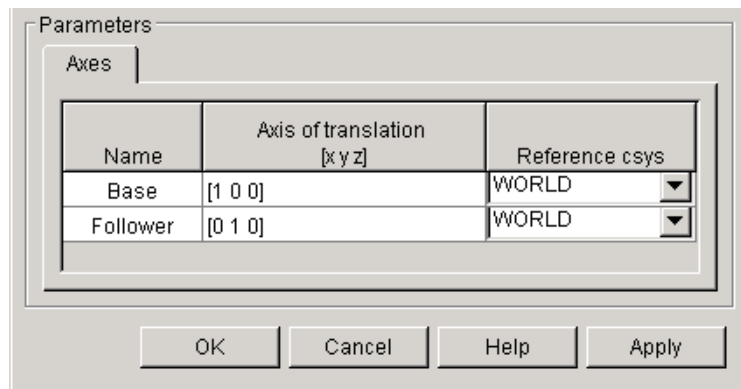 Parameters
Axes
Name
Axis of translation
[x y z]
Reference csys
Base [1 0 0] WORLD
Follower [0 1 0] WORLD
OK Cancel Help Apply